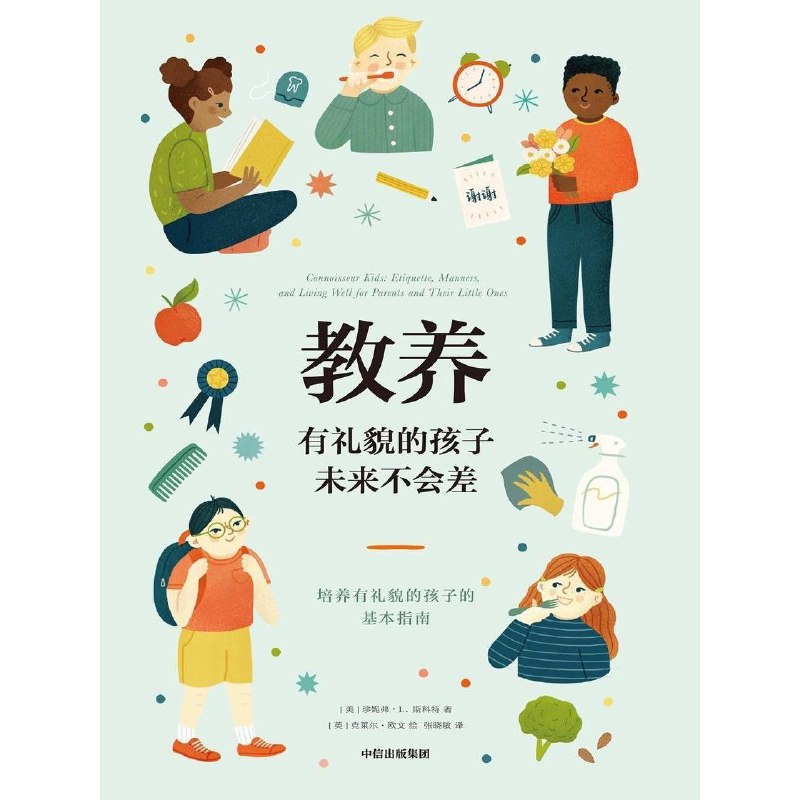 谢谢
Connoisseur Kids: Etiquette, Manners,
and Living Well for Parents and Their Little Ones
教养
有礼貌的孩子
未来不会差
培养有礼貌的孩子的
基本指南
[美]珍妮弗·L. 斯科特 著
[英]克莱尔·欧文 绘 张晓敏 译
中信出版集团